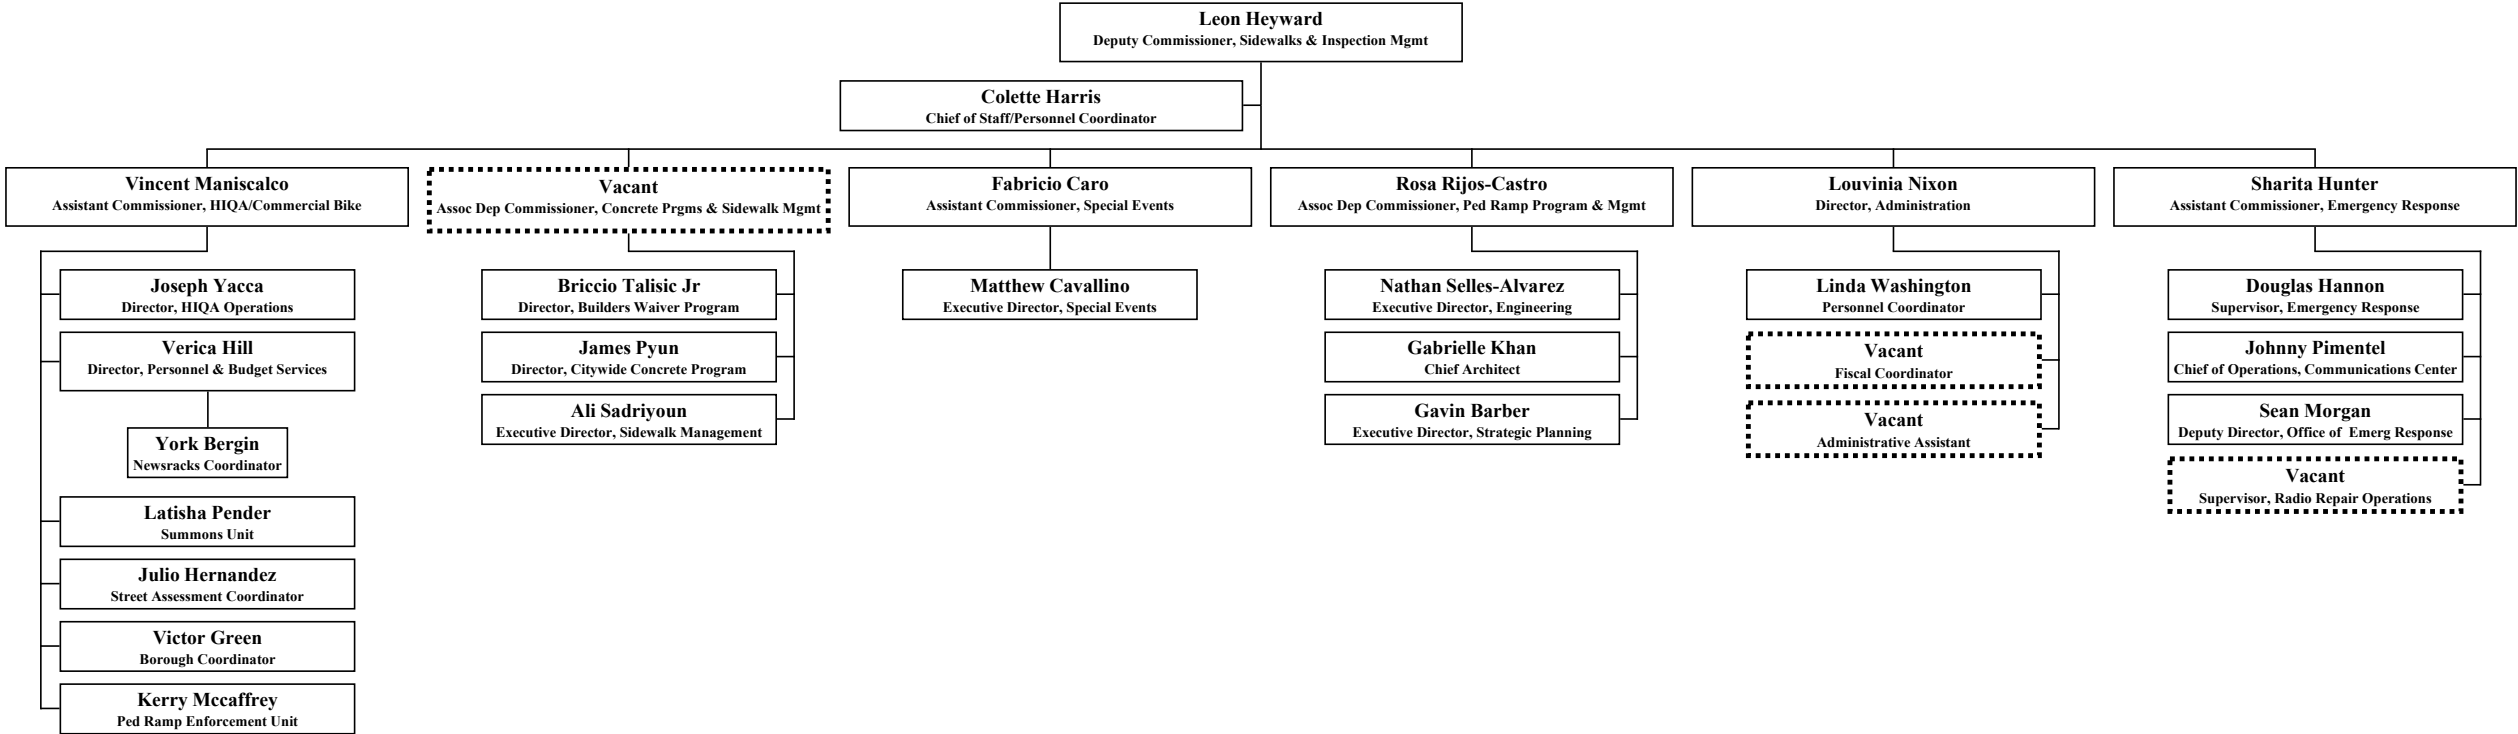 Leon Heyward
Deputy Commissioner, Sidewalks & Inspection Mgmt
Colette Harris
Chief of Staff/Personnel Coordinator
Vincent Maniscalco
Assistant Commissioner, HIQA/Commercial Bike
Vacant
Assoc Dep Commissioner, Concrete Prgms & Sidewalk Mgmt
Fabricio Caro
Assistant Commissioner, Special Events
Rosa Rijos-Castro
Assoc Dep Commissioner, Ped Ramp Program & Mgmt
Louvinia Nixon
Director, Administration
Sharita Hunter
Assistant Commissioner, Emergency Response
Joseph Yacca
Director, HIQA Operations
Verica Hill
Director, Personnel & Budget Services
York Bergin
Newsracks Coordinator
Latisha Pender
Summons Unit
Julio Hernandez
Street Assessment Coordinator
Victor Green
Borough Coordinator
Kerry Mccaffrey
Ped Ramp Enforcement Unit
Briccio Talisic Jr
Director, Builders Waiver Program
James Pyun
Director, Citywide Concrete Program
Ali Sadriyoun
Executive Director, Sidewalk Management
Matthew Cavallino
Executive Director, Special Events
Nathan Selles-Alvarez
Executive Director, Engineering
Gabrielle Khan
Chief Architect
Gavin Barber
Executive Director, Strategic Planning
Linda Washington
Personnel Coordinator
Vacant
Fiscal Coordinator
Vacant
Administrative Assistant
Douglas Hannon
Supervisor, Emergency Response
Johnny Pimentel
Chief of Operations, Communications Center
Sean Morgan
Deputy Director, Office of  Emerg Response
Vacant
Supervisor, Radio Repair Operations